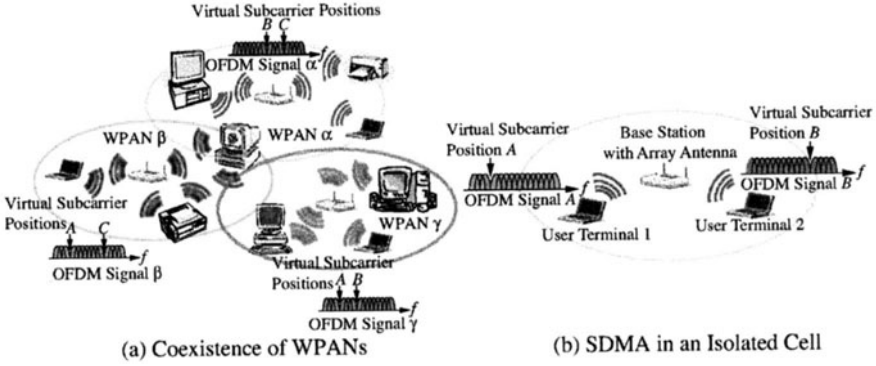 Virtual Subcarrier Positions
B C
f
OFDM Signal α
WPAN α
WPAN β
Virtual Subcarrier
Positions
A C
f
OFDM Signal β
WPAN γ
Virtual Subcarrier
Positions A B
f
OFDM Signal γ
(a) Coexistence of WPANs
Virtual Subcarrier
Position A
f
OFDM Signal A
User Terminal 1
Base Station
with Array Antenna
Virtual Subcarrier
Position B
f
OFDM Signal B
User Terminal 2
(b) SDMA in an Isolated Cell